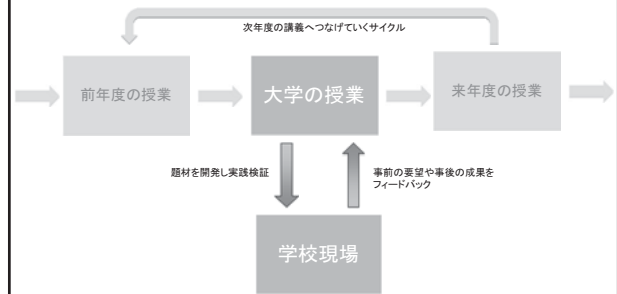 次年度の講義へつなげていくサイクル
前年度の授業
大学の授業
来年度の授業
題材を開発し実践検証
事前の要望や事後の成果を
フィードバック
学校現場